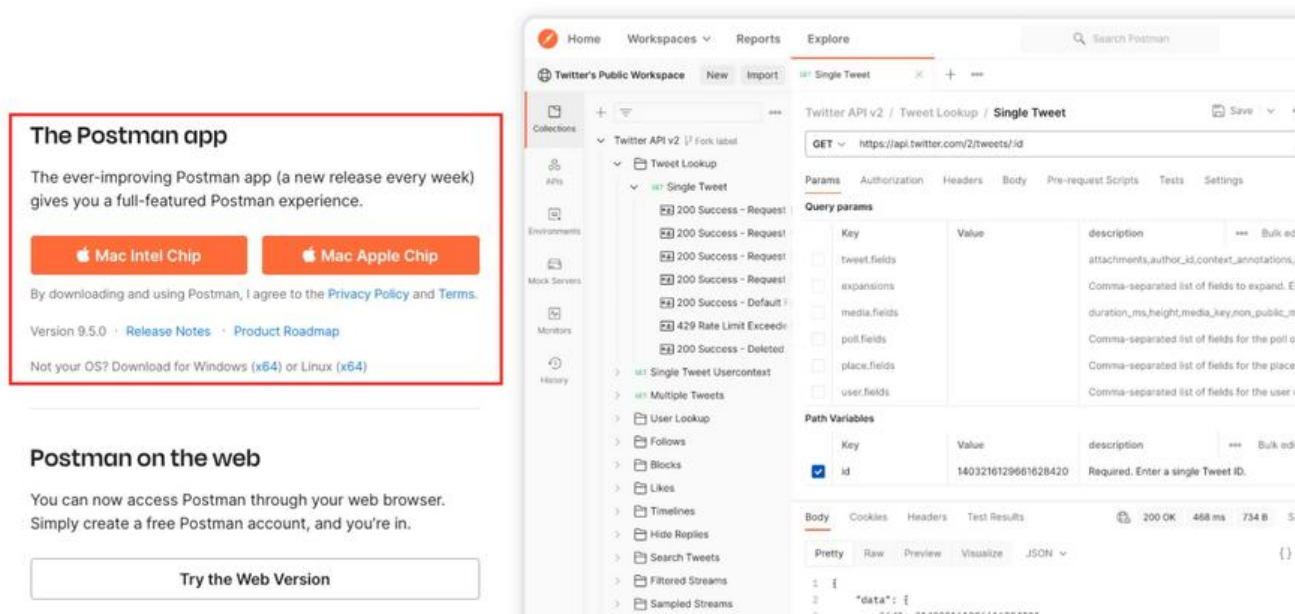 The Postman app
The ever-improving Postman app (a new release every week)
gives you a full-featured Postman experience.
Mac Intel Chip
Mac Apple Chip
By downloading and using Postman, I agree to the Privacy Policy and Terms.
Version 9.5.0 · Release Notes · Product Roadmap
Not your OS? Download for Windows (x64) or Linux (x64)
Postman on the web
You can now access Postman through your web browser.
Simply create a free Postman account, and you're in.
Try the Web Version
Home Workspaces Reports Explore
Search Postman
Twitter's Public Workspace New Import
GET Single Tweet
Collections
APIs
Environments
Mock Servers
Monitors
History
Twitter API v2 Fork label
Tweet Lookup
GET Single Tweet
200 Success - Request
200 Success - Request
200 Success - Request
200 Success - Request
200 Success - Default
429 Rate Limit Exceede
200 Success - Deleted
GET Single Tweet Usercontext
GET Multiple Tweets
User Lookup
Follows
Blocks
Likes
Timelines
Hide Replies
Search Tweets
Filtered Streams
Sampled Streams
Twitter API v2 / Tweet Lookup / Single Tweet
Save
GET https://api.twitter.com/2/tweets/:id
Params Authorization Headers Body Pre-request Scripts Tests Settings
Query params
Key Value description Bulk edi
tweet.fields attachments,author_id,context_annotations,
expansions Comma-separated list of fields to expand. E
media.fields duration_ms,height,media_key,non_public_m
poll.fields Comma-separated list of fields for the poll o
place.fields Comma-separated list of fields for the place
user.fields Comma-separated list of fields for the user
Path Variables
Key Value description Bulk edi
id 1403216129661628420 Required. Enter a single Tweet ID.
Body Cookies Headers Test Results
200 OK 468 ms 734 B
Pretty Raw Preview Visualize JSON
1 {
2 "data": {